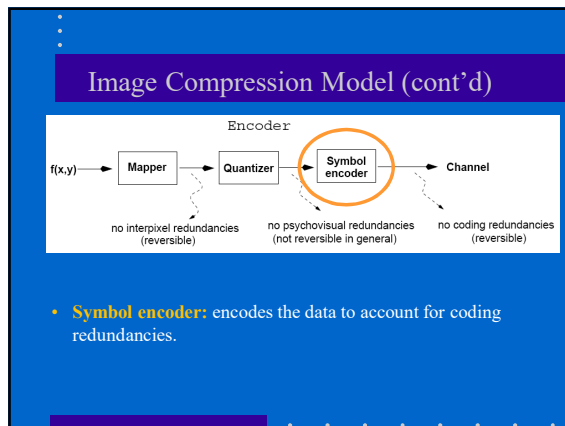 Image Compression Model (cont’d)
Encoder
f(x,y)
Mapper
Quantizer
Symbol
encoder
Channel
no interpixel redundancies
(reversible)
no psychovisual redundancies
(not reversible in general)
no coding redundancies
(reversible)
• Symbol encoder: encodes the data to account for coding
redundancies.